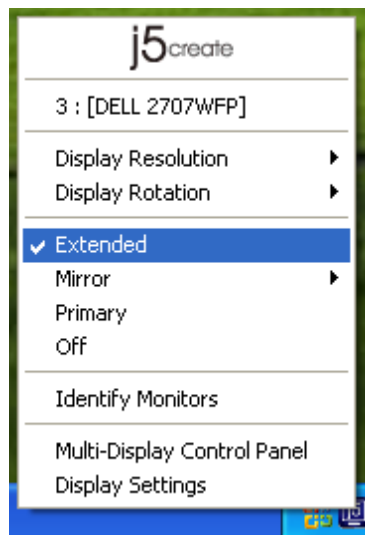 j5create
3 : [DELL 2707WFP]
Display Resolution
Display Rotation
Extended
Mirror
Primary
Off
Identify Monitors
Multi-Display Control Panel
Display Settings
j5